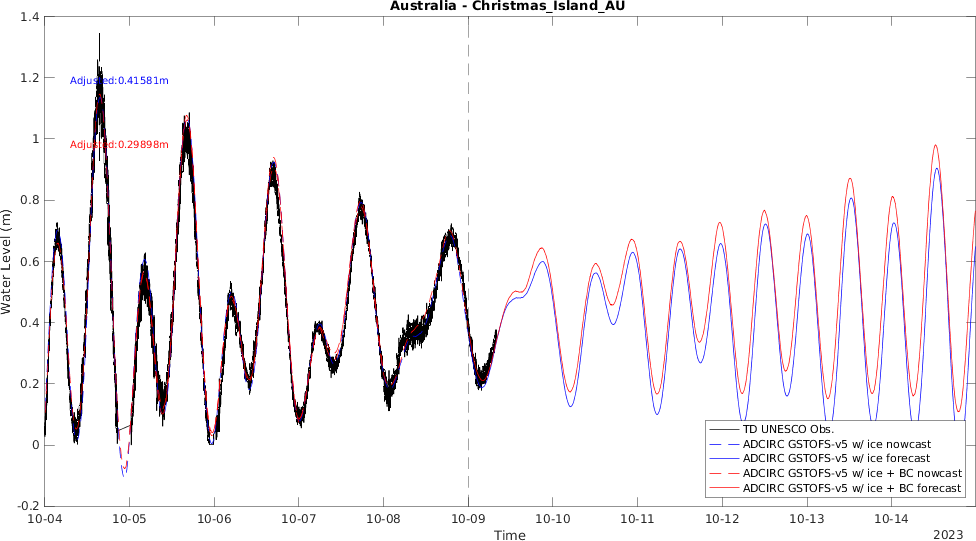 Australia - Christmas_Island_AU
Water Level (m)
1.4
1.2
1
0.8
0.6
0.4
0.2
0
-0.2
Adjusted:0.41581m
Adjusted:0.29898m
TD UNESCO Obs.
ADCIRC GSTOFS-v5 w/ ice nowcast
ADCIRC GSTOFS-v5 w/ ice forecast
ADCIRC GSTOFS-v5 w/ ice + BC nowcast
ADCIRC GSTOFS-v5 w/ ice + BC forecast
10-04 10-05 10-06 10-07 10-08 10-09 10-10 10-11 10-12 10-13 10-14
Time
2023